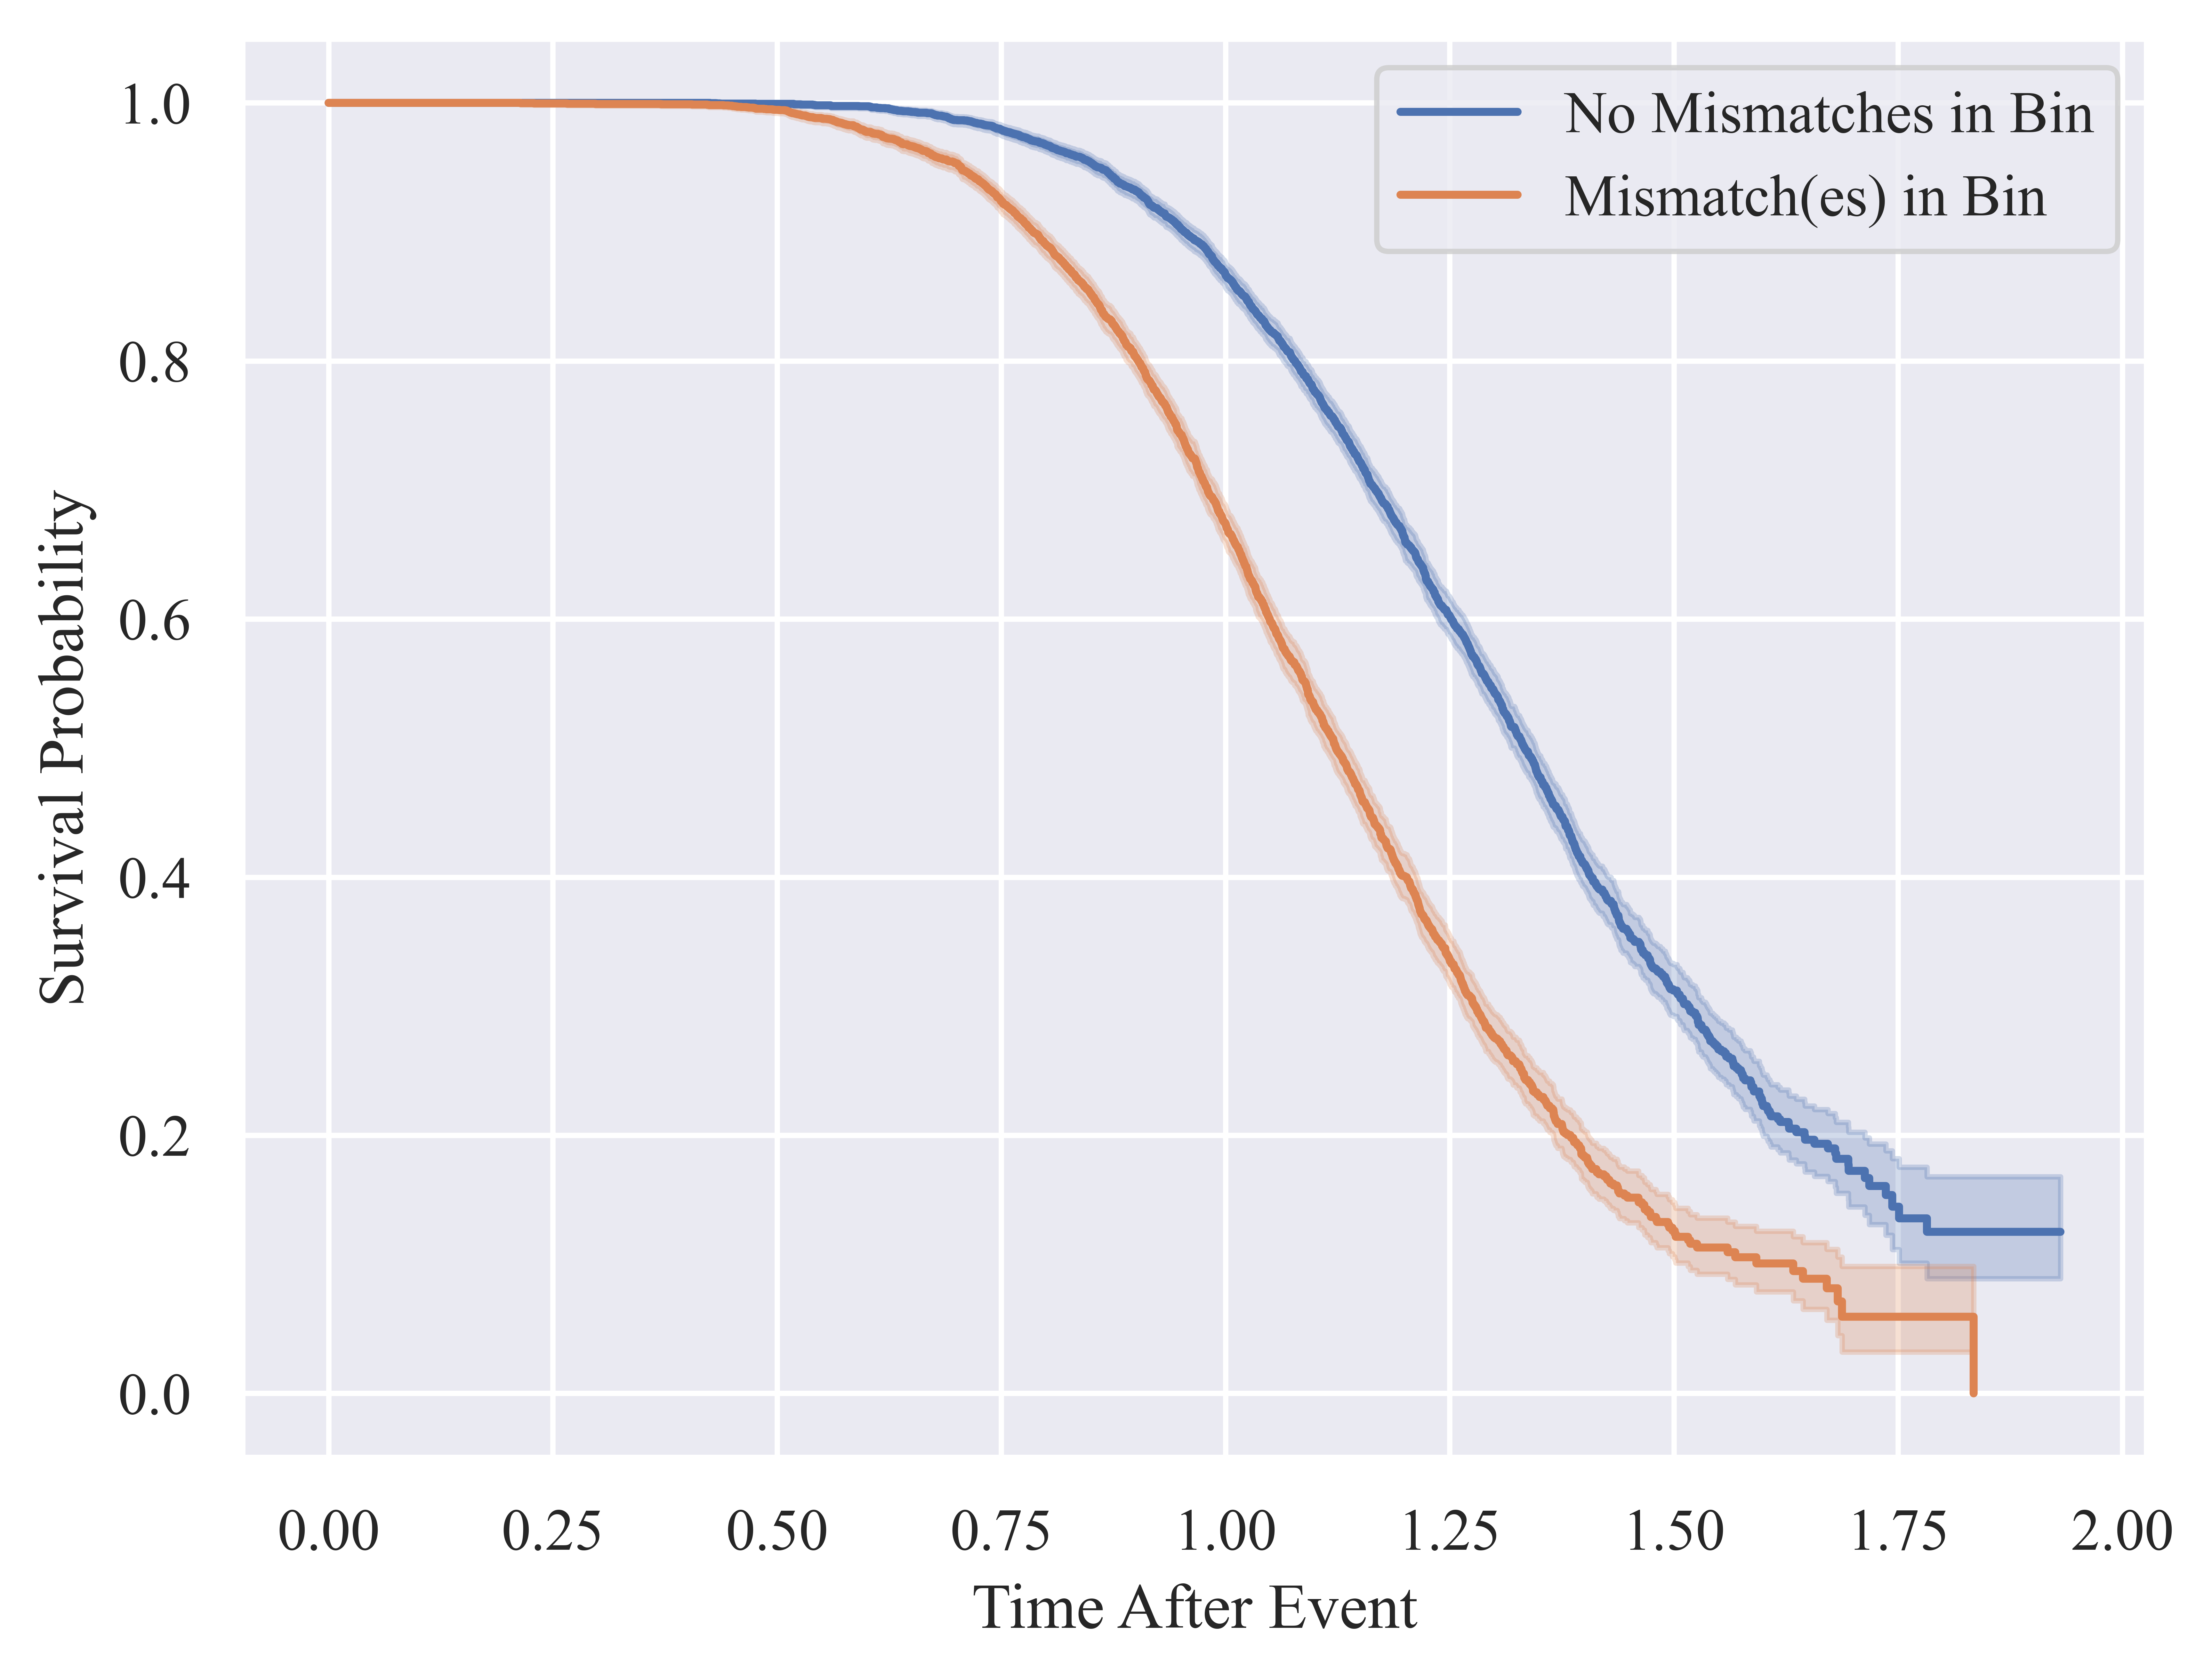 No Mismatches in Bin
Mismatch(es) in Bin
Survival Probability
1.0
0.8
0.6
0.4
0.2
0.0
0.00 0.25 0.50 0.75 1.00 1.25 1.50 1.75 2.00
Time After Event